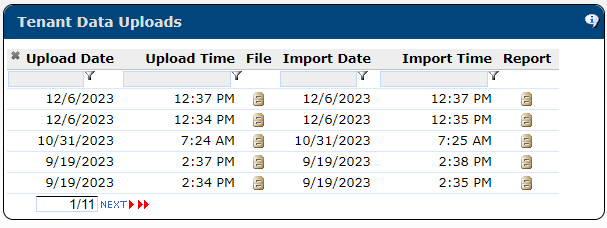 Tenant Data Uploads
Upload Date Upload Time File Import Date Import Time Report
12/6/2023 12:37 PM 12/6/2023 12:37 PM
12/6/2023 12:34 PM 12/6/2023 12:35 PM
10/31/2023 7:24 AM 10/31/2023 7:25 AM
9/19/2023 2:37 PM 9/19/2023 2:38 PM
9/19/2023 2:34 PM 9/19/2023 2:35 PM
1/11 NEXT